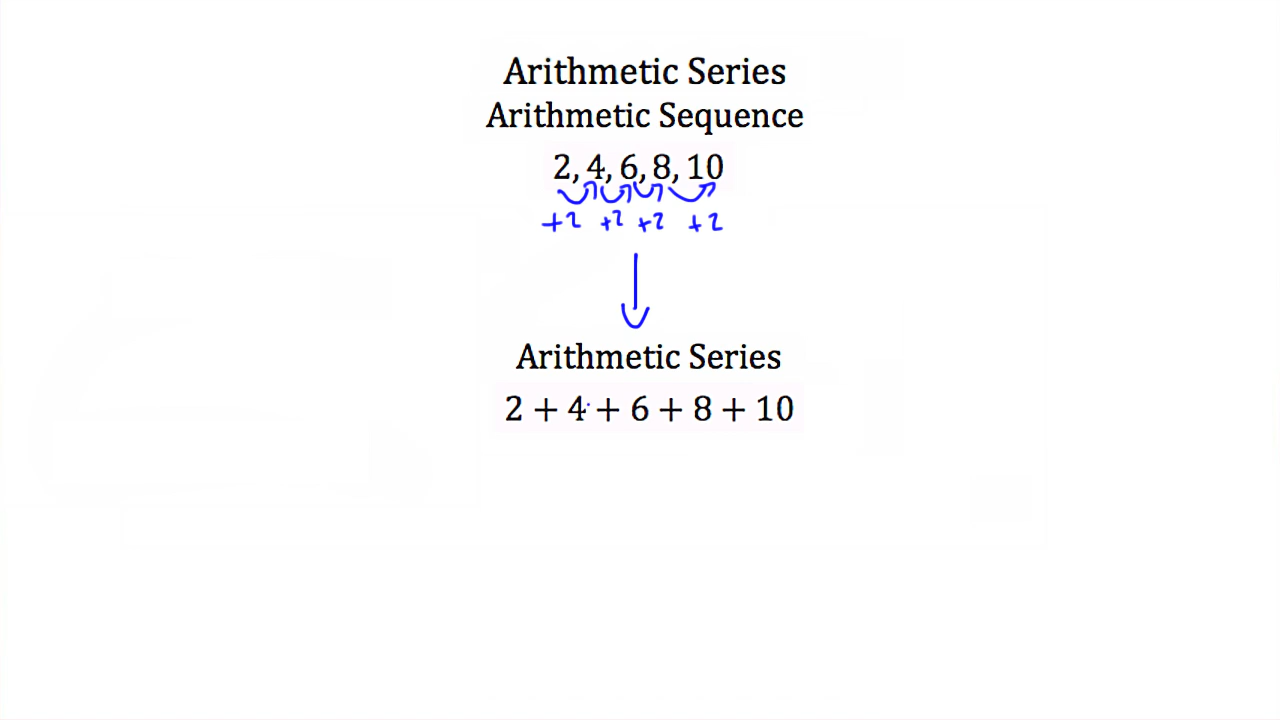 Arithmetic Series
Arithmetic Sequence
2, 4, 6, 8, 10
+2 +2 +2 +2
Arithmetic Series
2 + 4 + 6 + 8 + 10